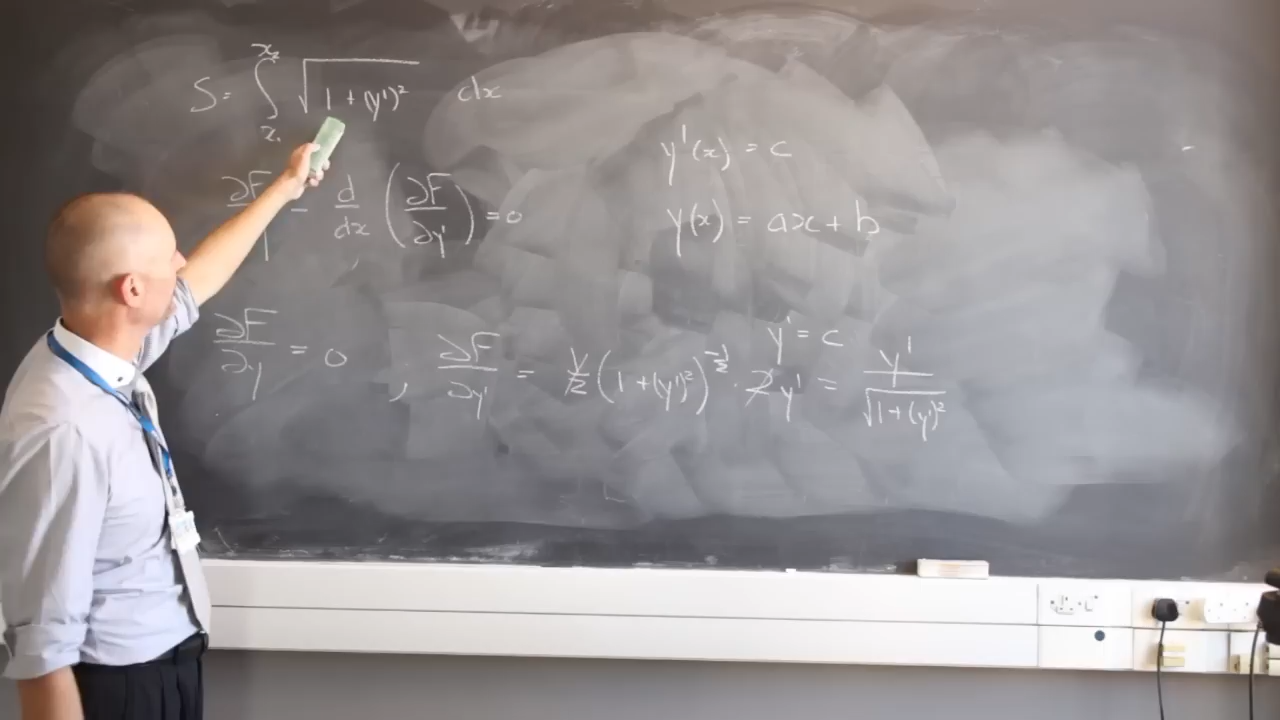 S = ∫_{x₁}^{x₂} √(1 + (y')²) dx
∂F/∂y − d/dx (∂F/∂y') = 0
y'(x) = c
y(x) = ax + b
y' = c
∂F/∂y = 0 , ∂F/∂y' = 1/2 (1 + (y')²)^{-1/2} · 2y' = y'/√(1 + (y')²)